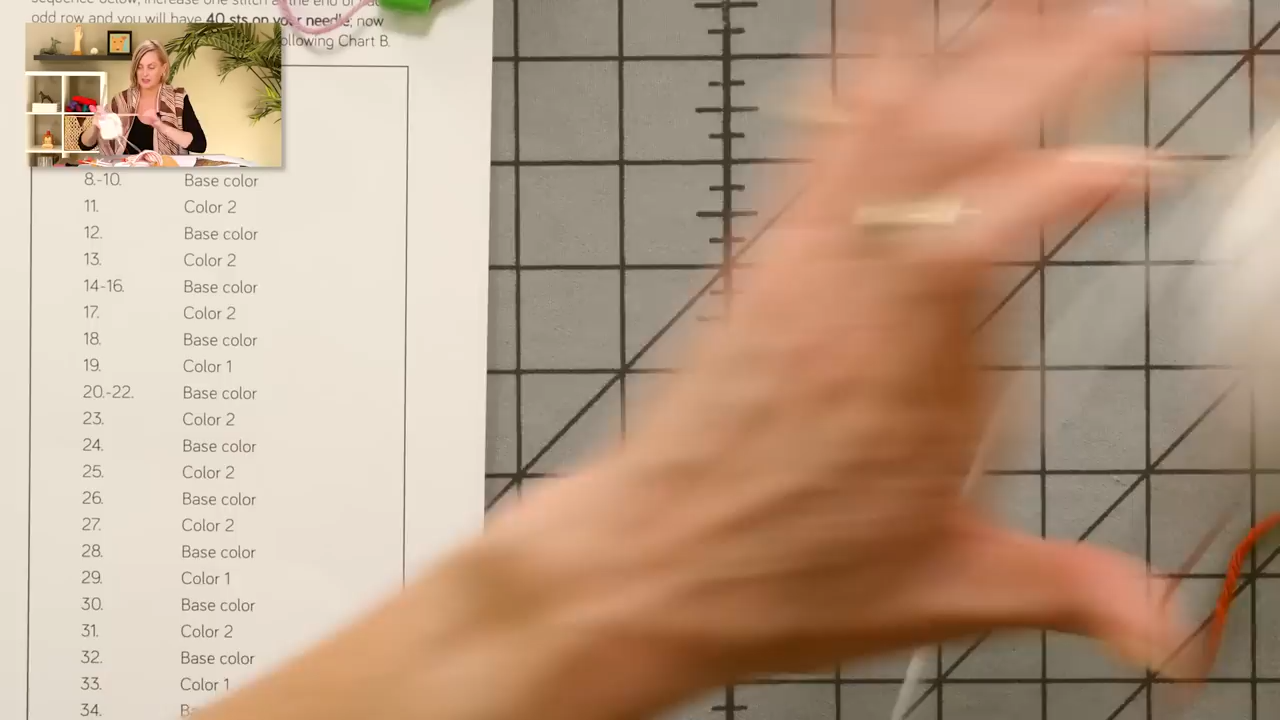 sequence below, increase one stitch at the end of
odd row and you will have 40 sts on your needle; now
ollowing Chart B.
8.-10. Base color
11. Color 2
12. Base color
13. Color 2
14-16. Base color
17. Color 2
18. Base color
19. Color 1
20.-22. Base color
23. Color 2
24. Base color
25. Color 2
26. Base color
27. Color 2
28. Base color
29. Color 1
30. Base color
31. Color 2
32. Base color
33. Color 1
34. Ba